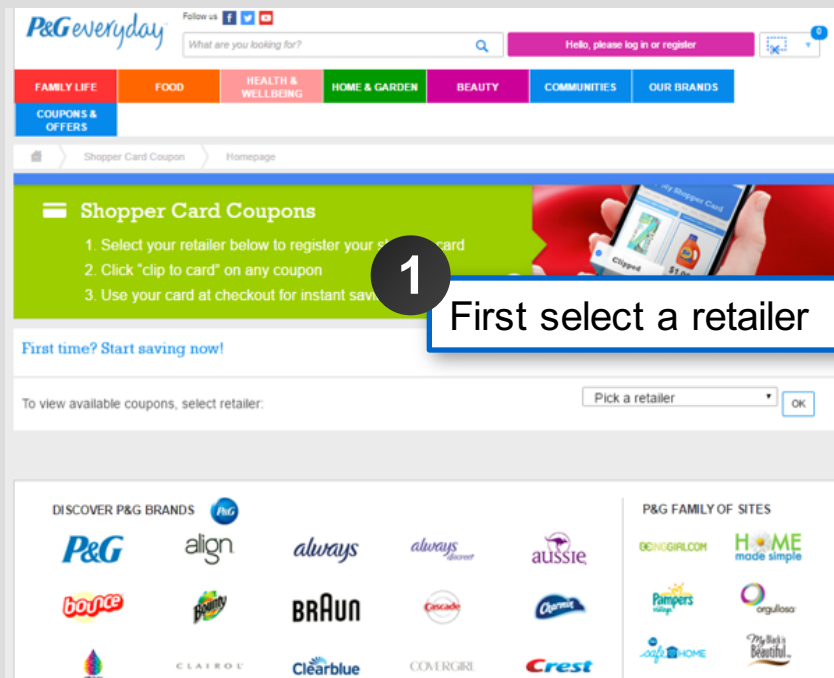 P&G everyday
Follow us
What are you looking for?
Hello, please log in or register
0
FAMILY LIFE
FOOD
HEALTH &
WELLBEING
HOME & GARDEN
BEAUTY
COMMUNITIES
OUR BRANDS
COUPONS &
OFFERS
Shopper Card Coupon
Homepage
Shopper Card Coupons
1. Select your retailer below to register your card
2. Click "clip to card" on any coupon
3. Use your card at checkout for instant
My Shopper Card
Clipped
1
First select a retailer
First time? Start saving now!
To view available coupons, select retailer:
Pick a retailer
OK
DISCOVER P&G BRANDS
P&G
P&G FAMILY OF SITES
P&G
align
always
always discreet
aussie
BEINGGIRL.COM
HOME
made simple
bounce
Bounty
BRAUN
Cascade
Charmin
Pampers
village
orgullosa
CLAIROL
Clearblue
COVERGIRL
Crest
safe HOME
My Black is
Beautiful